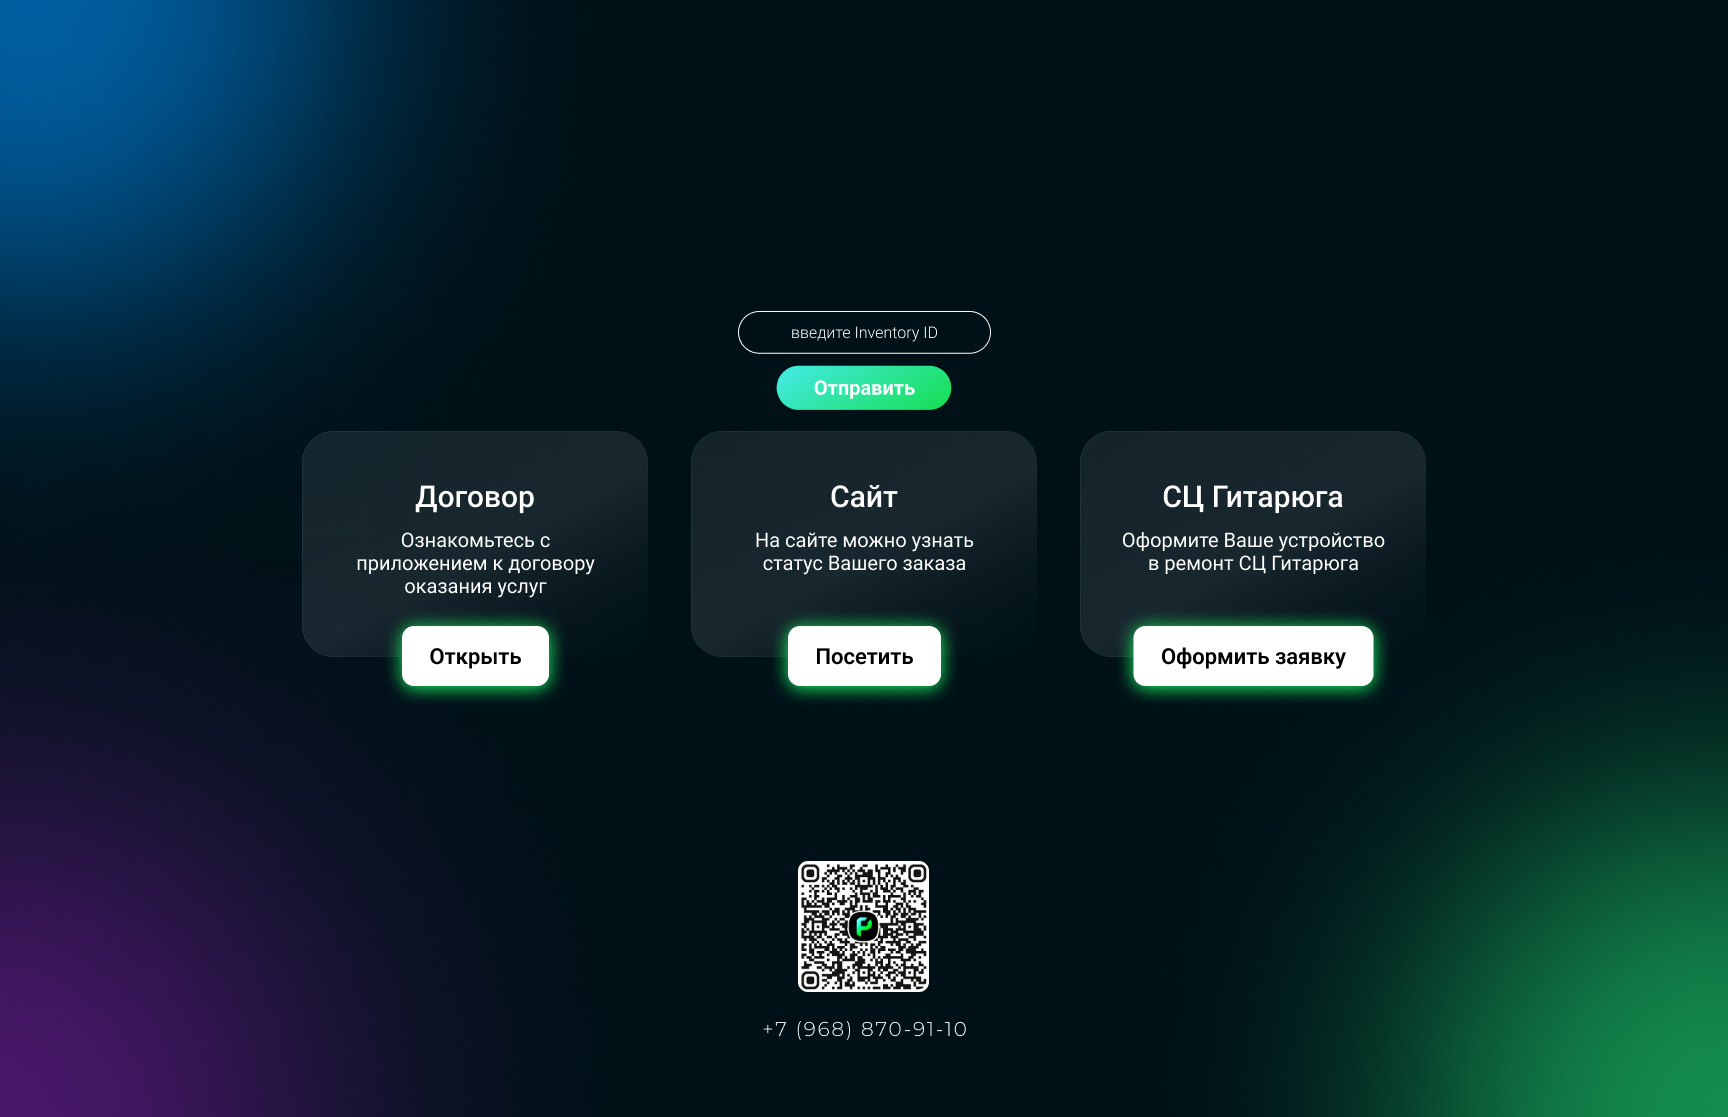 введите Inventory ID
Отправить
Договор
Ознакомьтесь с
приложением к договору
оказания услуг
Открыть
Сайт
На сайте можно узнать
статус Вашего заказа
Посетить
СЦ Гитарюга
Оформите Ваше устройство
в ремонт СЦ Гитарюга
Оформить заявку
+7 (968) 870-91-10